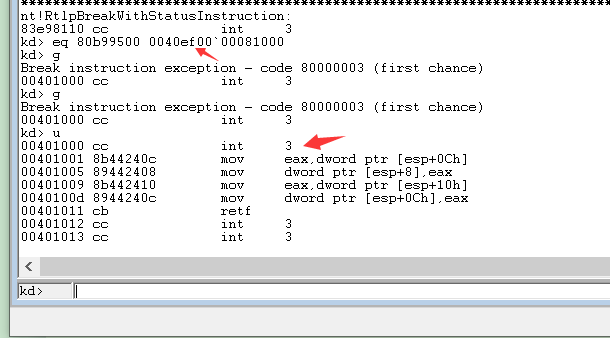 ********************************************************************************
nt!RtlpBreakWithStatusInstruction:
83e98110 cc int 3
kd> eq 80b99500 0040ef00`00081000
kd> g
Break instruction exception - code 80000003 (first chance)
00401000 cc int 3
kd> g
Break instruction exception - code 80000003 (first chance)
00401000 cc int 3
kd> u
00401000 cc int 3
00401001 8b44240c mov eax,dword ptr [esp+0Ch]
00401005 89442408 mov dword ptr [esp+8],eax
00401009 8b442410 mov eax,dword ptr [esp+10h]
0040100d 8944240c mov dword ptr [esp+0Ch],eax
00401011 cb retf
00401012 cc int 3
00401013 cc int 3
kd>